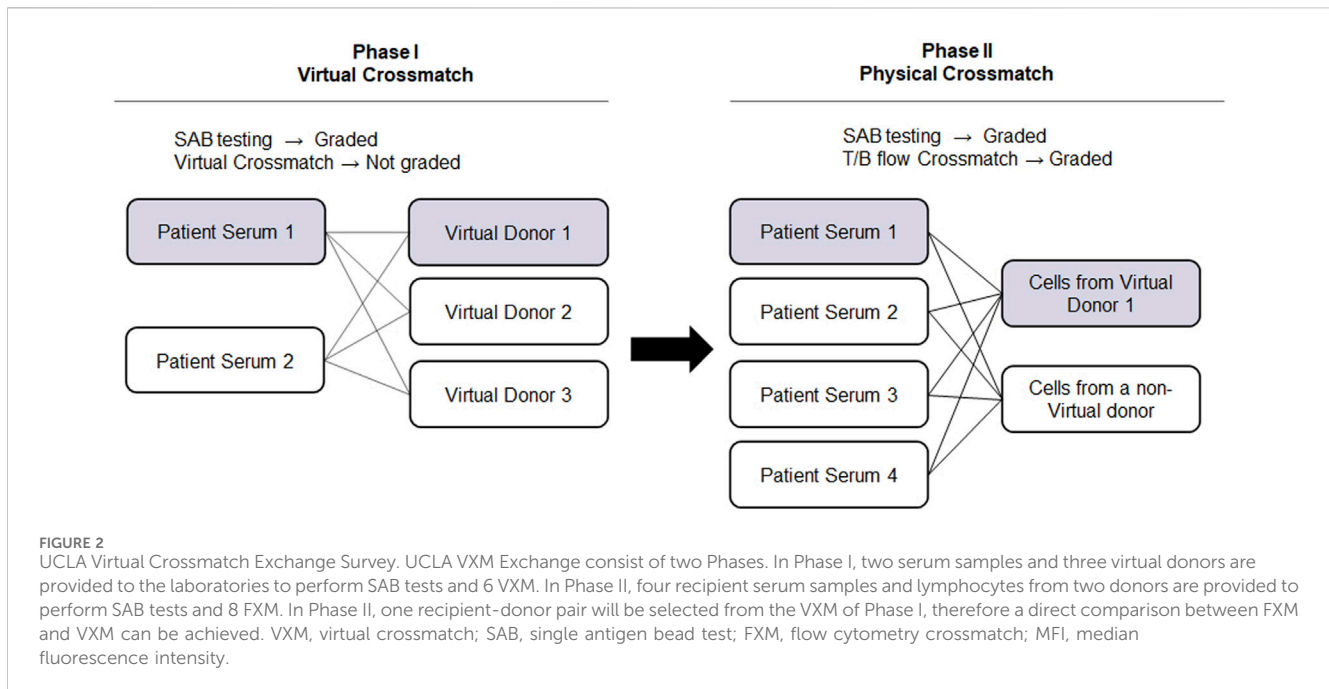 Phase I
Virtual Crossmatch
SAB testing → Graded
Virtual Crossmatch → Not graded
Patient Serum 1
Patient Serum 2
Virtual Donor 1
Virtual Donor 2
Virtual Donor 3
Phase II
Physical Crossmatch
SAB testing → Graded
T/B flow Crossmatch → Graded
Patient Serum 1
Patient Serum 2
Patient Serum 3
Patient Serum 4
Cells from Virtual
Donor 1
Cells from a non-
Virtual donor
FIGURE 2
UCLA Virtual Crossmatch Exchange Survey. UCLA VXM Exchange consist of two Phases. In Phase I, two serum samples and three virtual donors are
provided to the laboratories to perform SAB tests and 6 VXM. In Phase II, four recipient serum samples and lymphocytes from two donors are provided to
perform SAB tests and 8 FXM. In Phase II, one recipient-donor pair will be selected from the VXM of Phase I, therefore a direct comparison between FXM
and VXM can be achieved. VXM, virtual crossmatch; SAB, single antigen bead test; FXM, flow cytometry crossmatch; MFI, median
fluorescence intensity.